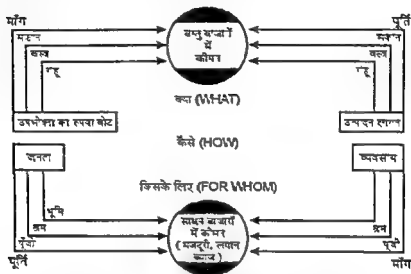 माँग
पूर्ति
मकान
वस्त्र
गेहूँ
वस्तु बाजारों
में
कीमत
मकान
वस्त्र
गेहूँ
उपभोक्ता का रुपया वोट
क्या (WHAT)
उत्पादन लागत
कैसे (HOW)
जनता
व्यवसाय
किसके लिए (FOR WHOM)
भूमि
श्रम
पूँजी
पूर्ति
साधन बाजारों
में कीमत
( मजदूरी, लगान
ब्याज )
भूमि
श्रम
पूँजी
माँग